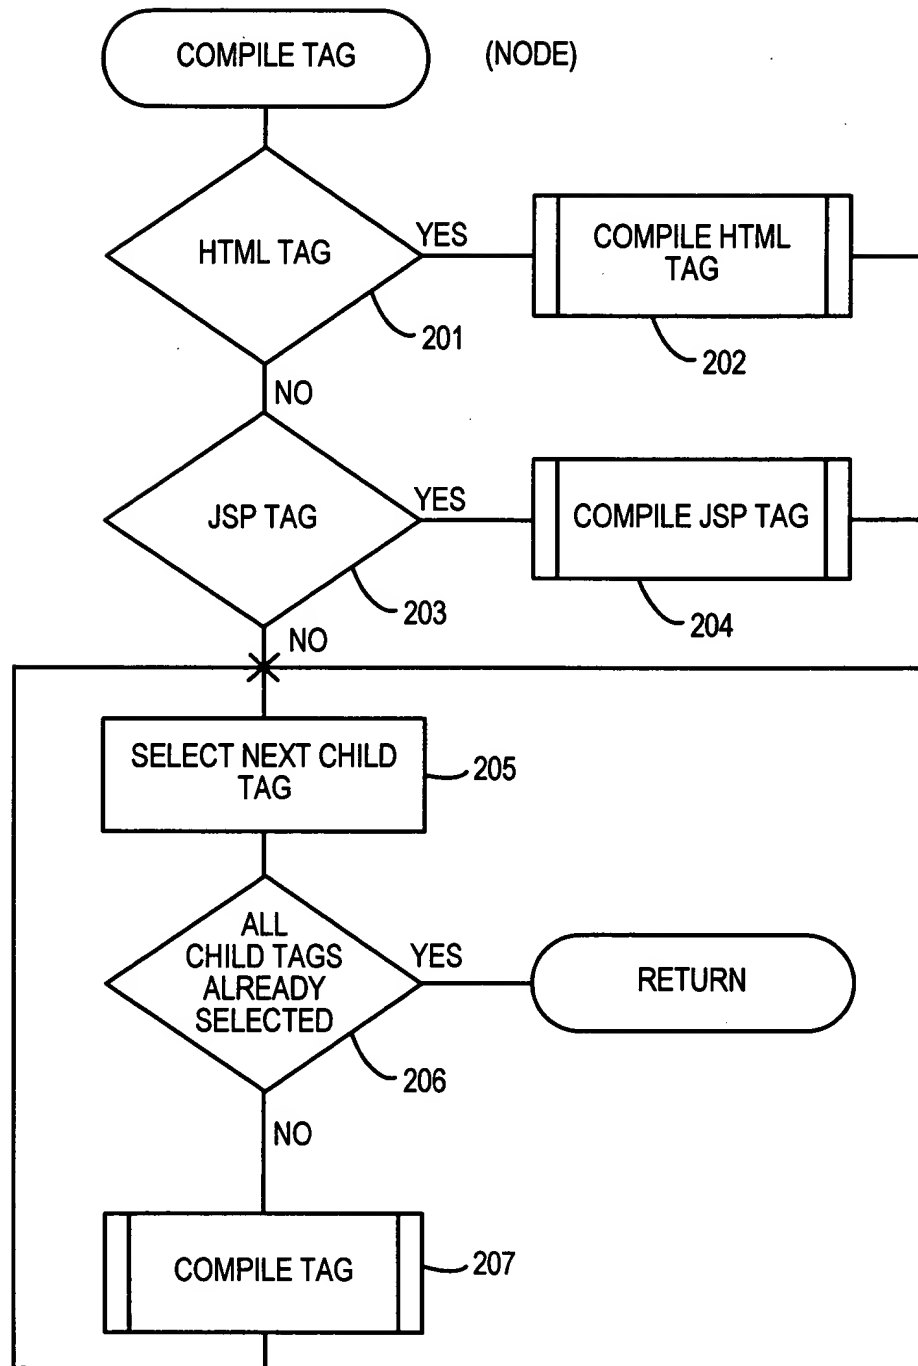 COMPILE TAG
(NODE)
HTML TAG
YES
COMPILE HTML
TAG
201
202
NO
JSP TAG
YES
COMPILE JSP TAG
203
204
NO
SELECT NEXT CHILD
TAG
205
ALL
CHILD TAGS
ALREADY
SELECTED
YES
RETURN
206
NO
COMPILE TAG
207